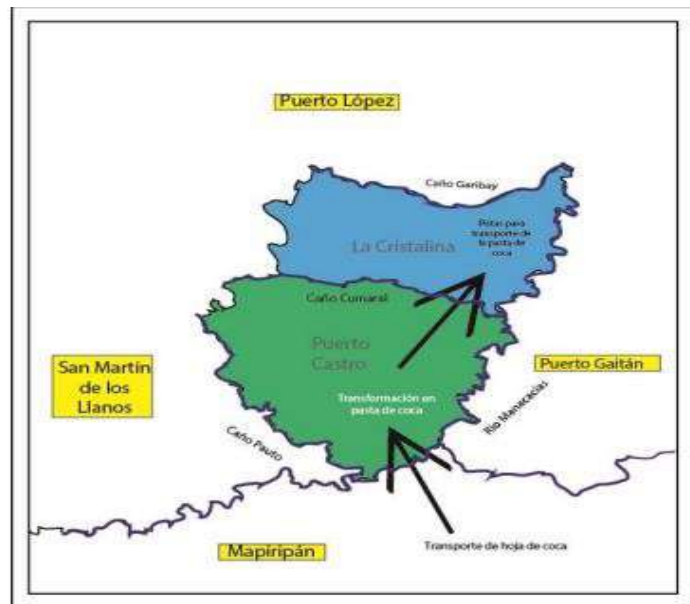 Puerto López
Caño Garibay
Pistas para
transporte de
la pasta de
coca
La Cristalina
Caño Cumaral
Puerto
Castro
Puerto Gaitán
San Martín
de los
Llanos
Transformación en
pasta de coca
Rio Manacacias
Caño Pauto
Transporte de hoja de coca
Mapiripán